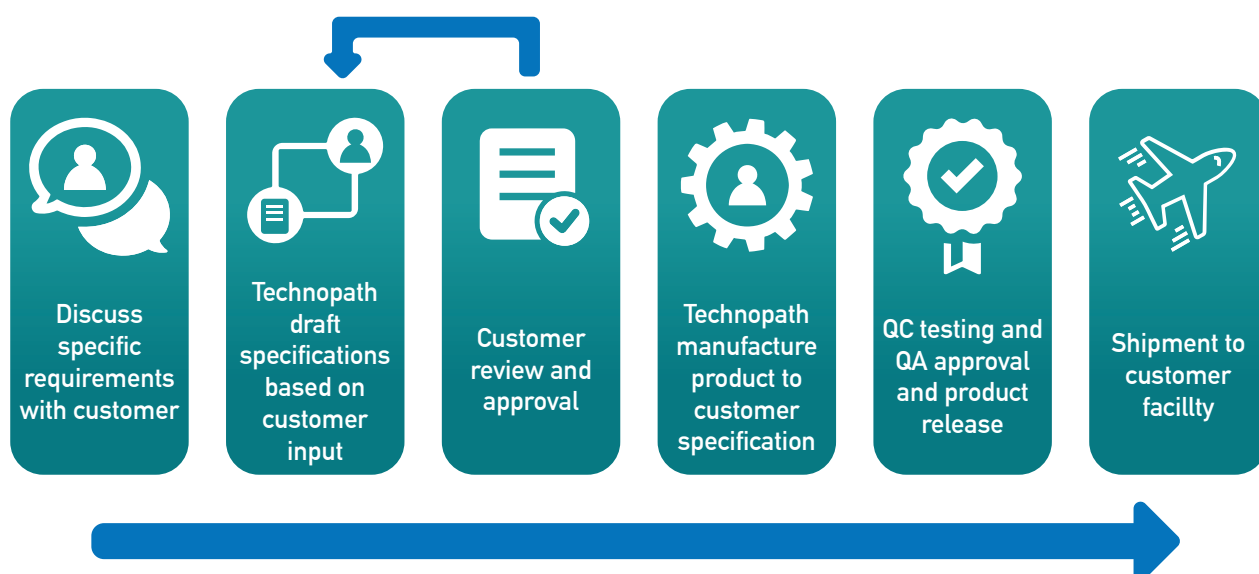 Discuss
specific
requirements
with customer
Technopath
draft
specifications
based on
customer
input
Customer
review and
approval
Technopath
manufacture
product to
customer
specification
QC testing and
QA approval
and product
release
Shipment to
customer
facillty